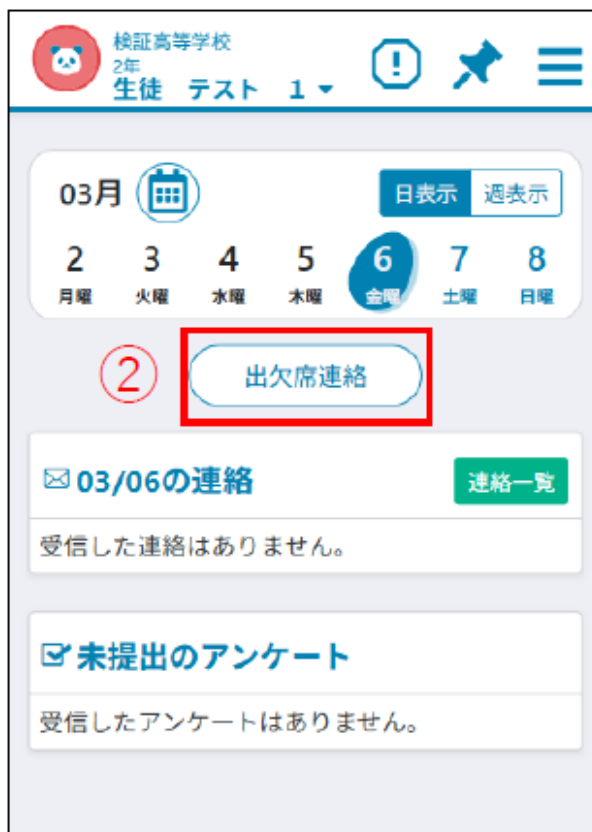 検証高等学校
2年
生徒 テスト 1
03月
日表示 週表示
2 3 4 5 6 7 8
月曜 火曜 水曜 木曜 金曜 土曜 日曜
② 出欠席連絡
03/06の連絡 連絡一覧
受信した連絡はありません。
未提出のアンケート
受信したアンケートはありません。